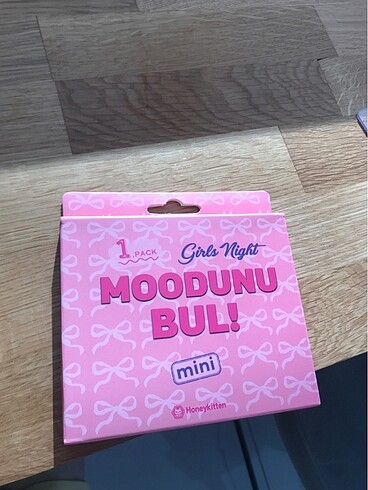 1 PACK
Girls Night
MOODUNU
BUL!
mini
Honeykitten